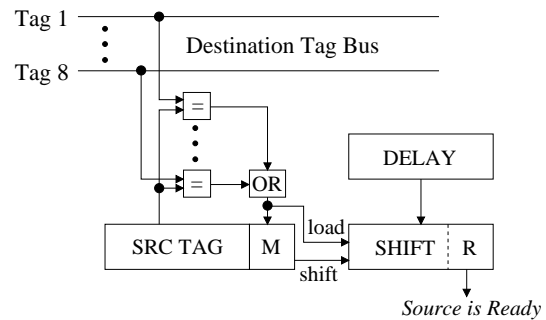 Tag 1
Destination Tag Bus
Tag 8
=
=
OR
DELAY
load
SRC TAG
M
SHIFT
R
shift
Source is Ready